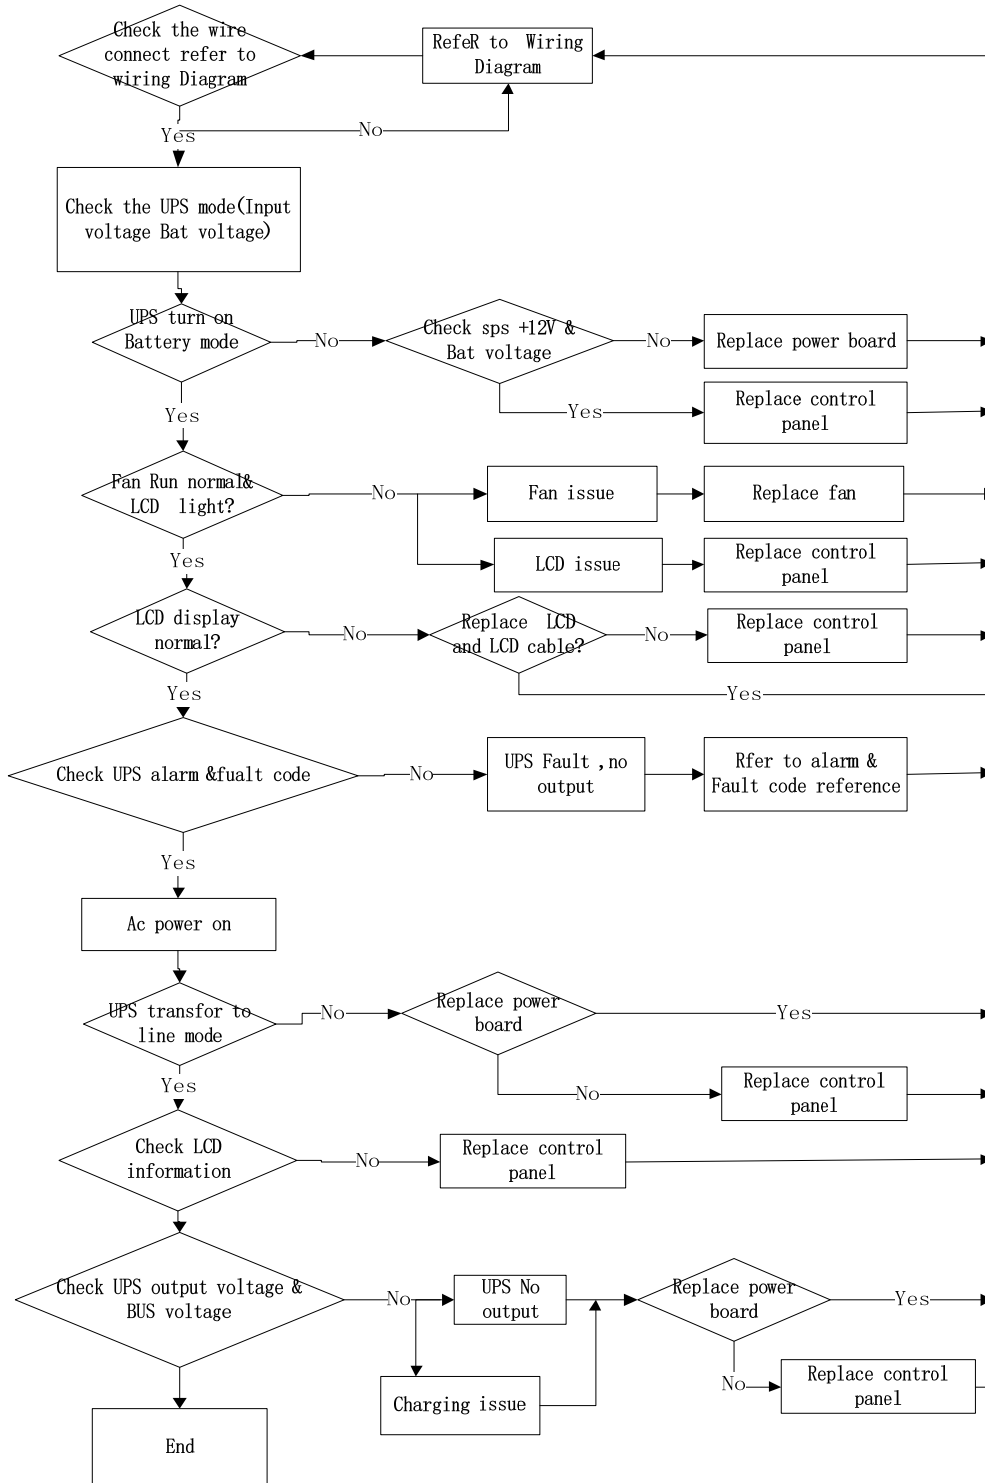 Check the wire
connect refer to
wiring Diagram
RefeR to Wiring
Diagram
No
Yes
Check the UPS mode(Input
voltage Bat voltage)
UPS turn on
Battery mode
No
Check sps +12V &
Bat voltage
No
Replace power board
Yes
Replace control
panel
Yes
Fan Run normal&
LCD light?
No
Fan issue
Replace fan
LCD issue
Replace control
panel
Yes
LCD display
normal?
No
Replace LCD
and LCD cable?
No
Replace control
panel
Yes
Yes
Check UPS alarm &fualt code
No
UPS Fault ,no
output
Rfer to alarm &
Fault code reference
Yes
Ac power on
UPS transfor to
line mode
No
Replace power
board
Yes
No
Replace control
panel
Yes
Check LCD
information
No
Replace control
panel
Check UPS output voltage &
BUS voltage
No
UPS No
output
Replace power
board
Yes
Charging issue
No
Replace control
panel
End